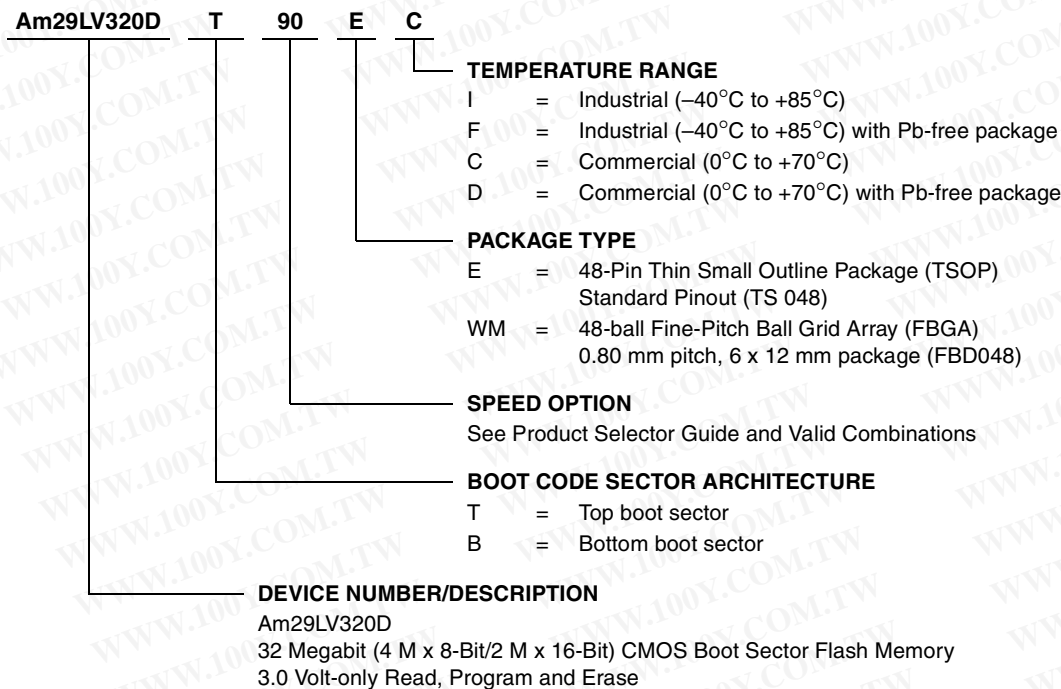 Am29LV320D T 90 E C
TEMPERATURE RANGE
I = Industrial (–40°C to +85°C)
F = Industrial (–40°C to +85°C) with Pb-free package
C = Commercial (0°C to +70°C)
D = Commercial (0°C to +70°C) with Pb-free package
PACKAGE TYPE
E = 48-Pin Thin Small Outline Package (TSOP)
Standard Pinout (TS 048)
WM = 48-ball Fine-Pitch Ball Grid Array (FBGA)
0.80 mm pitch, 6 x 12 mm package (FBD048)
SPEED OPTION
See Product Selector Guide and Valid Combinations
BOOT CODE SECTOR ARCHITECTURE
T = Top boot sector
B = Bottom boot sector
DEVICE NUMBER/DESCRIPTION
Am29LV320D
32 Megabit (4 M x 8-Bit/2 M x 16-Bit) CMOS Boot Sector Flash Memory
3.0 Volt-only Read, Program and Erase
WWW.100Y.COM.TW